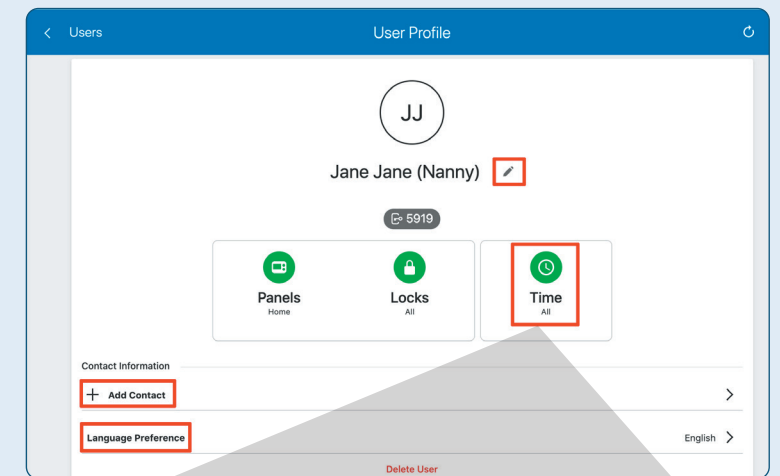 Users
User Profile
JJ
Jane Jane (Nanny)
5919
Panels
Home
Locks
All
Time
All
Contact Information
Add Contact
Language Preference
English
Delete User